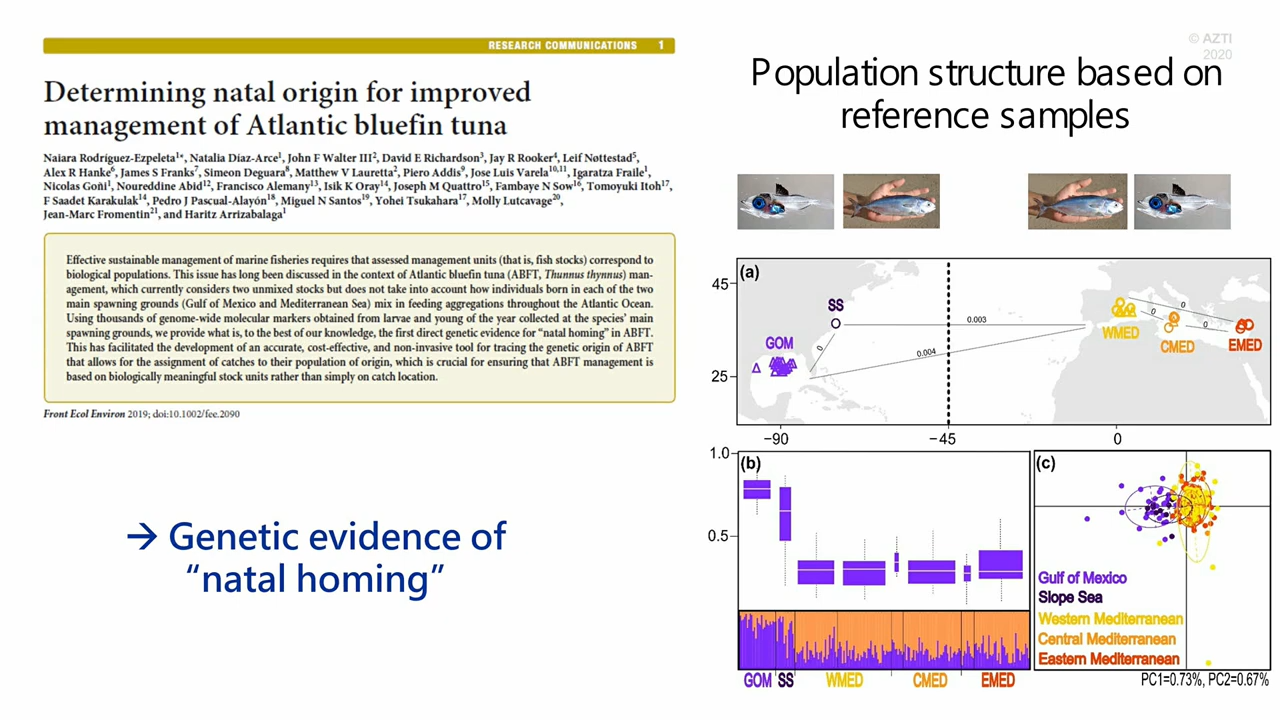 RESEARCH COMMUNICATIONS 1
Determining natal origin for improved
management of Atlantic bluefin tuna
Naiara Rodríguez-Ezpeleta1*, Natalia Díaz-Arce1, John F Walter III2, David E Richardson3, Jay R Rooker4, Leif Nøttestad5,
Alex R Hanke6, James S Franks7, Simeon Deguara8, Matthew V Lauretta2, Piero Addis9, Jose Luis Varela10,11, Igaratza Fraile1,
Nicolas Goñi1, Noureddine Abid12, Francisco Alemany13, Isik K Oray14, Joseph M Quattro15, Fambaye N Sow16, Tomoyuki Itoh17,
F Saadet Karakulak14, Pedro J Pascual-Alayón18, Miguel N Santos19, Yohei Tsukahara17, Molly Lutcavage20,
Jean-Marc Fromentin21, and Haritz Arrizabalaga1
Effective sustainable management of marine fisheries requires that assessed management units (that is, fish stocks) correspond to
biological populations. This issue has long been discussed in the context of Atlantic bluefin tuna (ABFT, Thunnus thynnus) man-
agement, which currently considers two unmixed stocks but does not take into account how individuals born in each of the two
main spawning grounds (Gulf of Mexico and Mediterranean Sea) mix in feeding aggregations throughout the Atlantic Ocean.
Using thousands of genome-wide molecular markers obtained from larvae and young of the year collected at the species' main
spawning grounds, we provide what is, to the best of our knowledge, the first direct genetic evidence for "natal homing" in ABFT.
This has facilitated the development of an accurate, cost-effective, and non-invasive tool for tracing the genetic origin of ABFT
that allows for the assignment of catches to their population of origin, which is crucial for ensuring that ABFT management is
based on biologically meaningful stock units rather than simply on catch location.
Front Ecol Environ 2019; doi:10.1002/fee.2090
→ Genetic evidence of
"natal homing"
© AZTI
2020
Population structure based on
reference samples
(a)
45
25
SS
GOM
0.003
0.004
0
0
0
0
WMED
CMED
EMED
−90
−45
0
(b)
1.0
0.5
GOM SS WMED CMED EMED
(c)
Gulf of Mexico
Slope Sea
Western Mediterranean
Central Mediterranean
Eastern Mediterranean
PC1=0.73%, PC2=0.67%